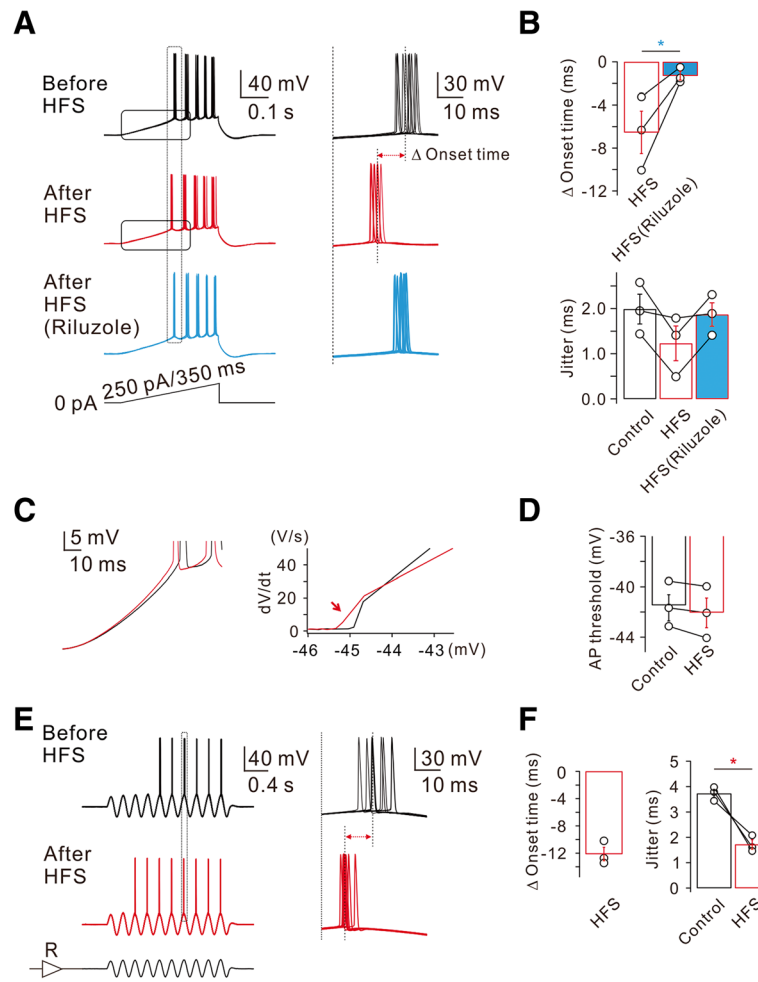 A
Before
HFS
40 mV
0.1 s
30 mV
10 ms
Δ Onset time
After
HFS
After
HFS
(Riluzole)
0 pA
250 pA/350 ms
B
*
Δ Onset time (ms)
0
-4
-8
-12
HFS
HFS(Riluzole)
Jitter (ms)
2.0
1.0
0.0
Control
HFS
HFS(Riluzole)
C
5 mV
10 ms
(V/s)
dV/dt
40
20
0
-46
-45
-44
-43
(mV)
D
AP threshold (mV)
-36
-40
-44
Control
HFS
E
Before
HFS
40 mV
0.4 s
30 mV
10 ms
After
HFS
R
F
Δ Onset time (ms)
0
-4
-8
-12
HFS
*
Jitter (ms)
5
4
3
2
1
0
Control
HFS